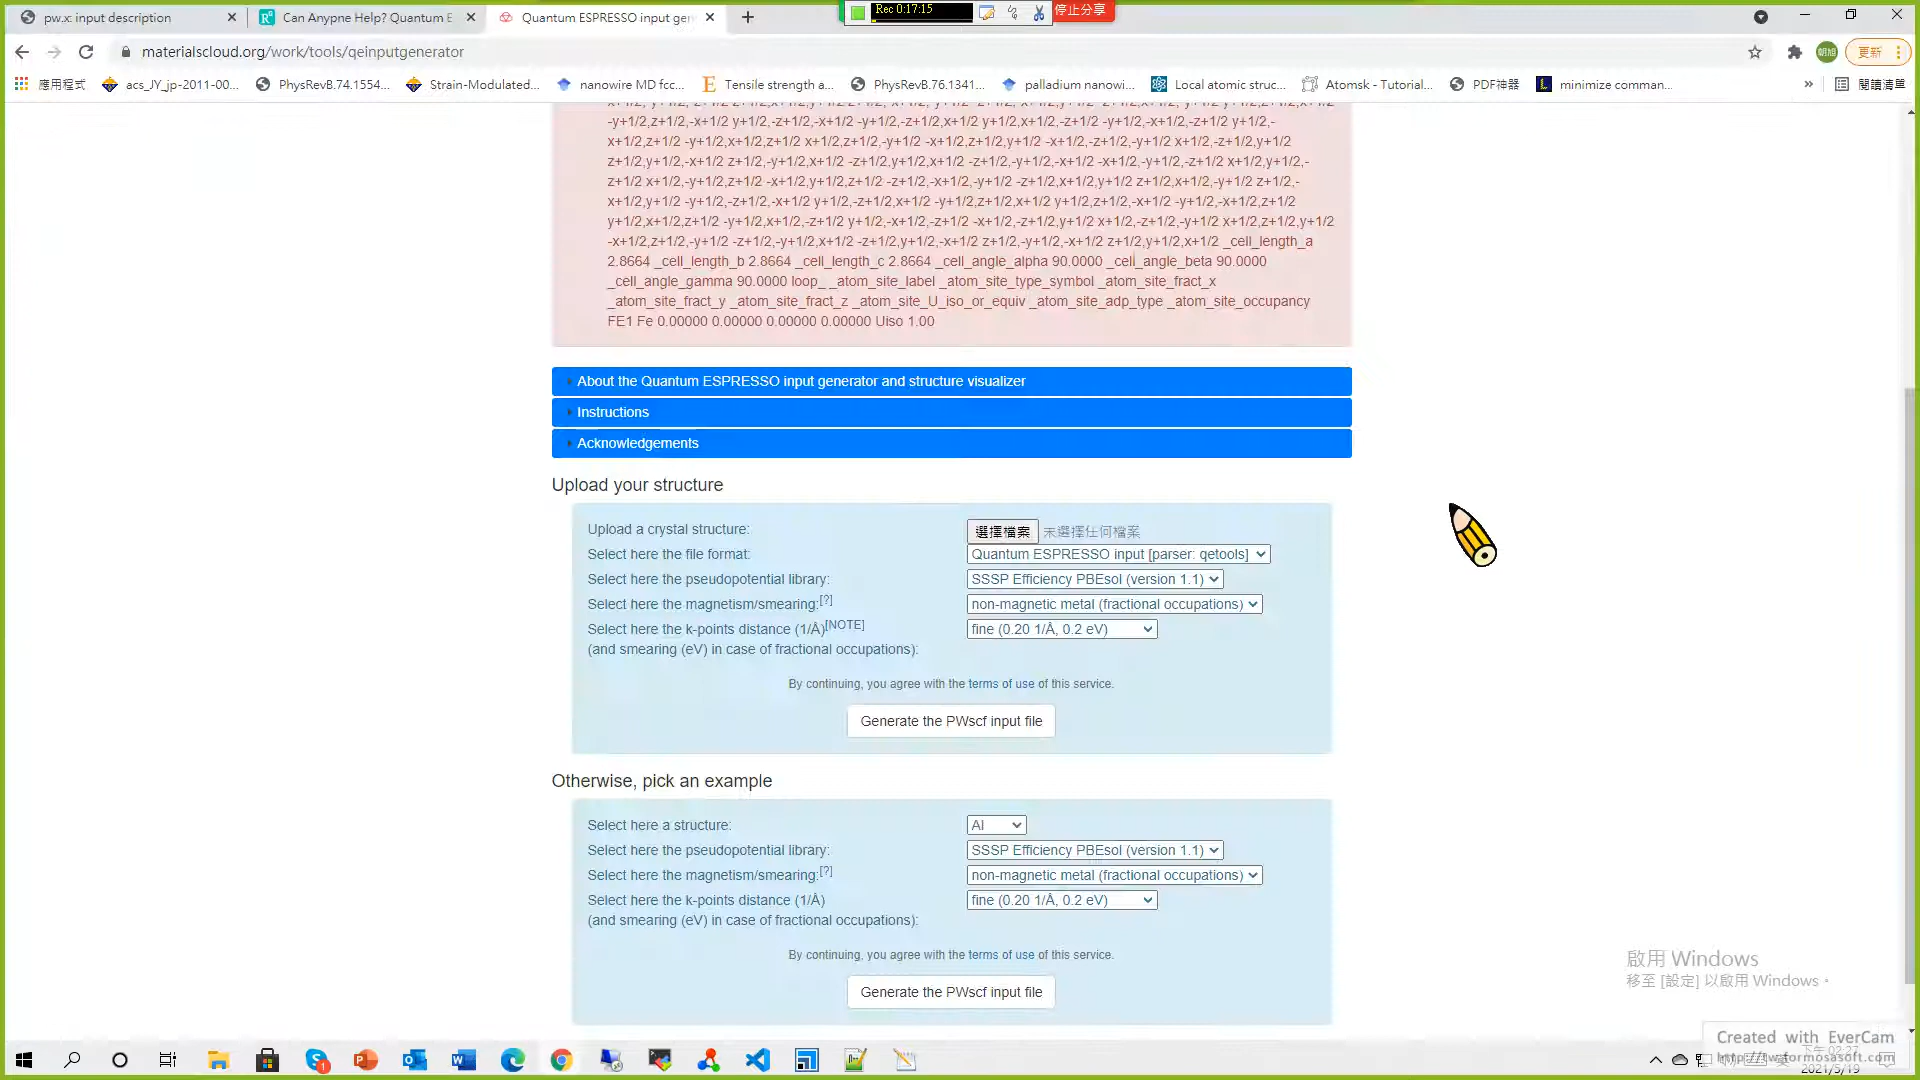 pw.x: input description
Can Anypne Help? Quantum E
Quantum ESPRESSO input gen
Rec 0:17:15
停止分享
materialscloud.org/work/tools/qeinputgenerator
更新
應用程式
acs_JY_jp-2011-00...
PhysRevB.74.1554...
Strain-Modulated...
nanowire MD fcc...
Tensile strength a...
PhysRevB.76.1341...
palladium nanowi...
Local atomic struc...
Atomsk - Tutorial...
PDF神器
minimize comman...
»
閱讀清單
-y+1/2,z+1/2,-x+1/2 y+1/2,-z+1/2,-x+1/2 -y+1/2,-z+1/2,x+1/2 y+1/2,x+1/2,-z+1/2 -y+1/2,-x+1/2,-z+1/2 y+1/2,-
x+1/2,z+1/2 -y+1/2,x+1/2,z+1/2 x+1/2,z+1/2,-y+1/2 -x+1/2,z+1/2,y+1/2 -x+1/2,-z+1/2,-y+1/2 x+1/2,-z+1/2,y+1/2
z+1/2,y+1/2,-x+1/2 z+1/2,-y+1/2,x+1/2 -z+1/2,y+1/2,x+1/2 -z+1/2,-y+1/2,-x+1/2 -x+1/2,-y+1/2,-z+1/2 x+1/2,y+1/2,-
z+1/2 x+1/2,-y+1/2,z+1/2 -x+1/2,y+1/2,z+1/2 -z+1/2,-x+1/2,-y+1/2 -z+1/2,x+1/2,y+1/2 z+1/2,x+1/2,-y+1/2 z+1/2,-
x+1/2,y+1/2 -y+1/2,-z+1/2,-x+1/2 y+1/2,-z+1/2,x+1/2 -y+1/2,z+1/2,x+1/2 y+1/2,z+1/2,-x+1/2 -y+1/2,-x+1/2,z+1/2
y+1/2,x+1/2,z+1/2 -y+1/2,x+1/2,-z+1/2 y+1/2,-x+1/2,-z+1/2 -x+1/2,-z+1/2,y+1/2 x+1/2,-z+1/2,-y+1/2 x+1/2,z+1/2,y+1/2
-x+1/2,z+1/2,-y+1/2 -z+1/2,-y+1/2,x+1/2 -z+1/2,y+1/2,-x+1/2 z+1/2,-y+1/2,-x+1/2 z+1/2,y+1/2,x+1/2 _cell_length_a
2.8664 _cell_length_b 2.8664 _cell_length_c 2.8664 _cell_angle_alpha 90.0000 _cell_angle_beta 90.0000
_cell_angle_gamma 90.0000 loop_ _atom_site_label _atom_site_type_symbol _atom_site_fract_x
_atom_site_fract_y _atom_site_fract_z _atom_site_U_iso_or_equiv _atom_site_adp_type _atom_site_occupancy
FE1 Fe 0.00000 0.00000 0.00000 0.00000 Uiso 1.00
About the Quantum ESPRESSO input generator and structure visualizer
Instructions
Acknowledgements
Upload your structure
Upload a crystal structure: 選擇檔案 未選擇任何檔案
Select here the file format: Quantum ESPRESSO input [parser: qetools]
Select here the pseudopotential library: SSSP Efficiency PBEsol (version 1.1)
Select here the magnetism/smearing:[?] non-magnetic metal (fractional occupations)
Select here the k-points distance (1/Å)[NOTE] fine (0.20 1/Å, 0.2 eV)
(and smearing (eV) in case of fractional occupations):
By continuing, you agree with the terms of use of this service.
Generate the PWscf input file
Otherwise, pick an example
Select here a structure: Al
Select here the pseudopotential library: SSSP Efficiency PBEsol (version 1.1)
Select here the magnetism/smearing:[?] non-magnetic metal (fractional occupations)
Select here the k-points distance (1/Å) fine (0.20 1/Å, 0.2 eV)
(and smearing (eV) in case of fractional occupations):
By continuing, you agree with the terms of use of this service.
Generate the PWscf input file
啟用 Windows
移至 [設定] 以啟用 Windows。
Created with EverCam
2021/5/19